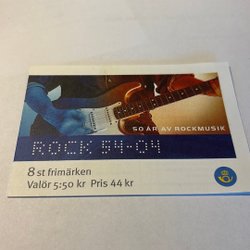 50 ÅR AV ROCKMUSIK
ROCK 54-04
8 st frimärken
Valör 5:50 kr Pris 44 kr